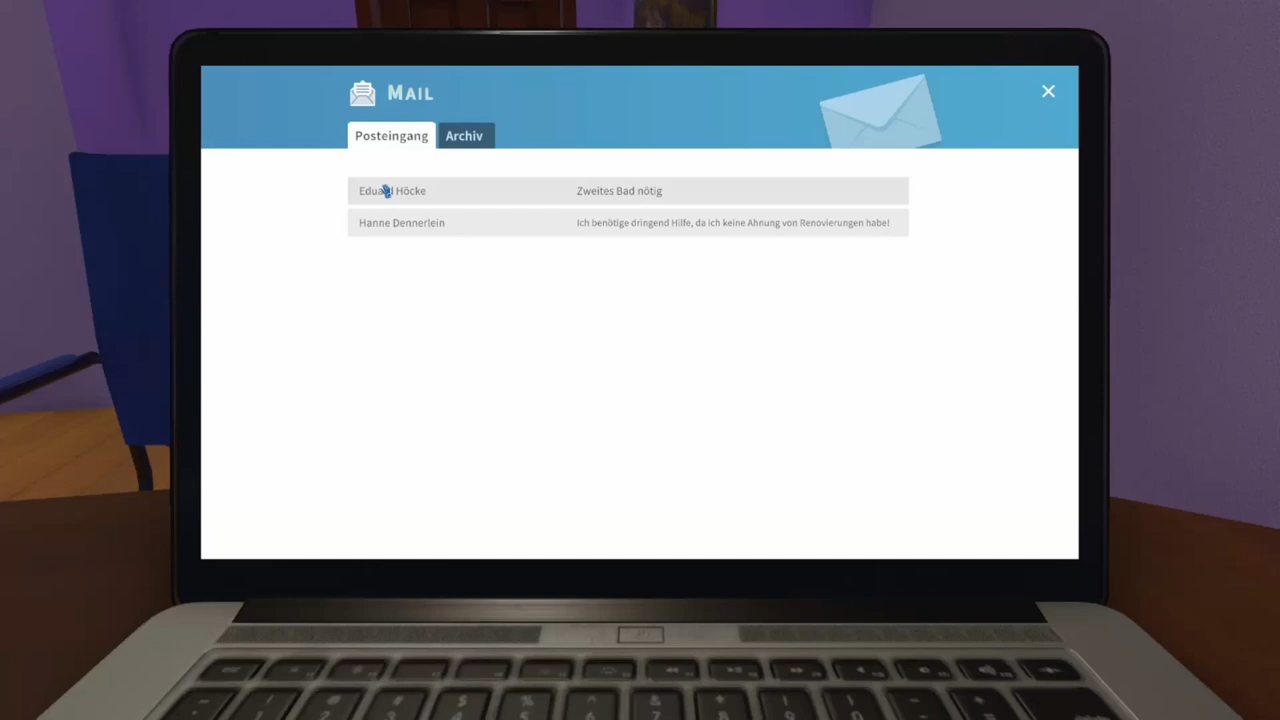 MAIL
Posteingang Archiv
Eduard Höcke Zweites Bad nötig
Hanne Dennerlein Ich benötige dringend Hilfe, da ich keine Ahnung von Renovierungen habe!